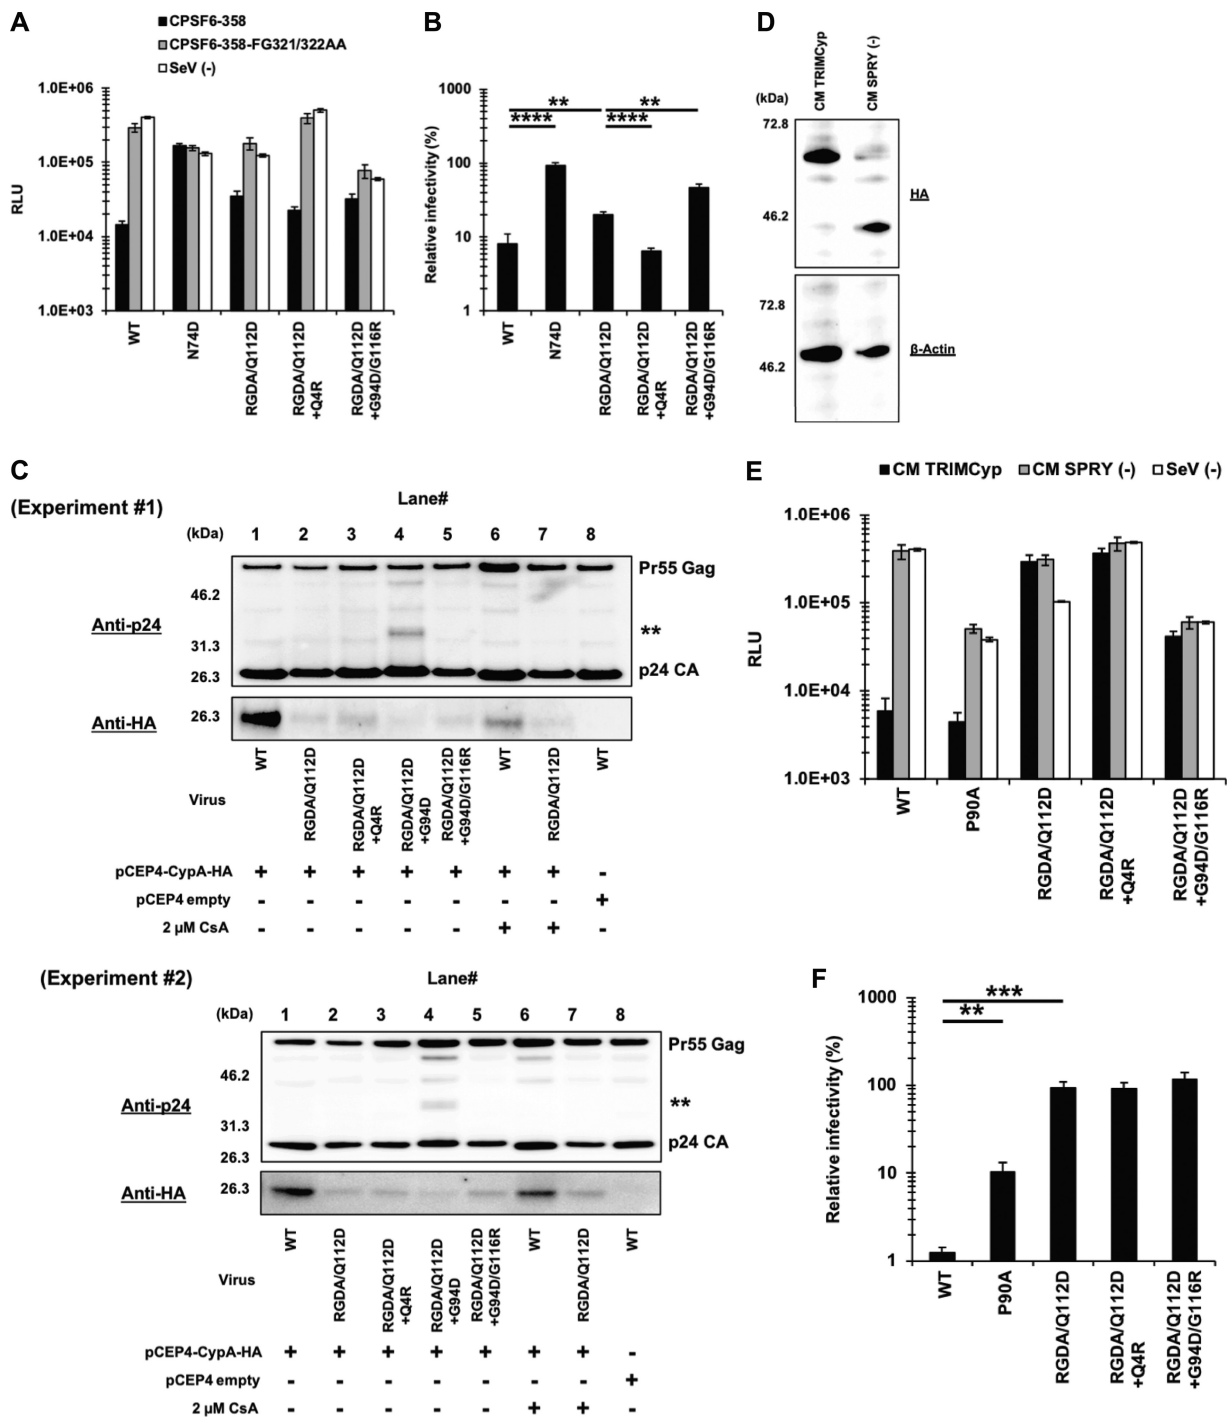 A
CPSF6-358
CPSF6-358-FG321/322AA
SeV (-)
1.0E+06
1.0E+05
1.0E+04
1.0E+03
RLU
WT
N74D
RGDA/Q112D
RGDA/Q112D
+Q4R
RGDA/Q112D
+G94D/G116R
B
1000
100
10
1
Relative infectivity (%)
**
**
****
****
WT
N74D
RGDA/Q112D
RGDA/Q112D
+Q4R
RGDA/Q112D
+G94D/G116R
D
CM TRIMCyp
CM SPRY (-)
(kDa)
72.8
46.2
HA
72.8
46.2
ß-Actin
C
(Experiment #1)
Lane#
(kDa) 1 2 3 4 5 6 7 8
Pr55 Gag
46.2
Anti-p24
**
31.3
p24 CA
26.3
Anti-HA
26.3
Virus
WT
RGDA/Q112D
RGDA/Q112D
+Q4R
RGDA/Q112D
+G94D
RGDA/Q112D
+G94D/G116R
WT
RGDA/Q112D
WT
pCEP4-CypA-HA + + + + + + + -
pCEP4 empty - - - - - - - +
2 µM CsA - - - - - + + -
(Experiment #2)
Lane#
(kDa) 1 2 3 4 5 6 7 8
Pr55 Gag
46.2
Anti-p24
**
31.3
p24 CA
26.3
Anti-HA
26.3
Virus
WT
RGDA/Q112D
RGDA/Q112D
+Q4R
RGDA/Q112D
+G94D
RGDA/Q112D
+G94D/G116R
WT
RGDA/Q112D
WT
pCEP4-CypA-HA + + + + + + + -
pCEP4 empty - - - - - - - +
2 µM CsA - - - - - + + -
E
CM TRIMCyp CM SPRY (-) SeV (-)
1.0E+06
1.0E+05
1.0E+04
1.0E+03
RLU
WT
P90A
RGDA/Q112D
RGDA/Q112D
+Q4R
RGDA/Q112D
+G94D/G116R
F
1000
100
10
1
Relative infectivity (%)
***
**
WT
P90A
RGDA/Q112D
RGDA/Q112D
+Q4R
RGDA/Q112D
+G94D/G116R